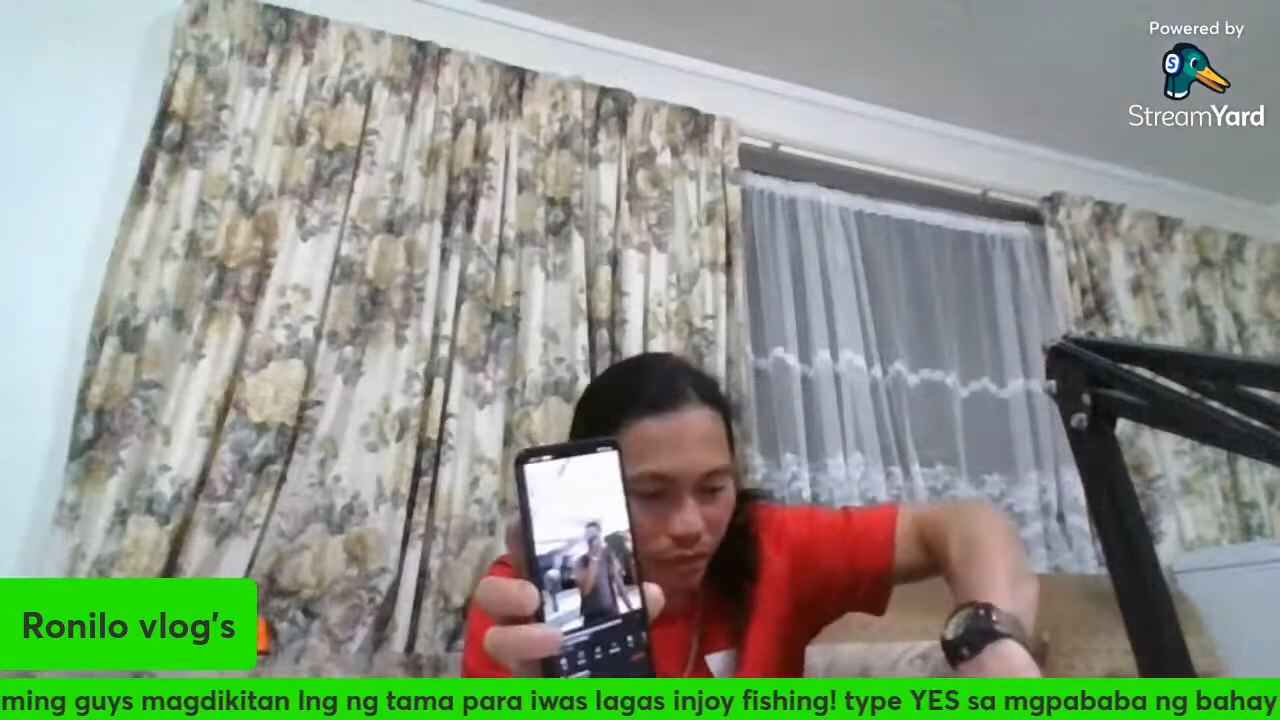 Powered by
StreamYard
Ronilo vlog's
ming guys magdikitan lng ng tama para iwas lagas injoy fishing! type YES sa mgpababa ng bahay